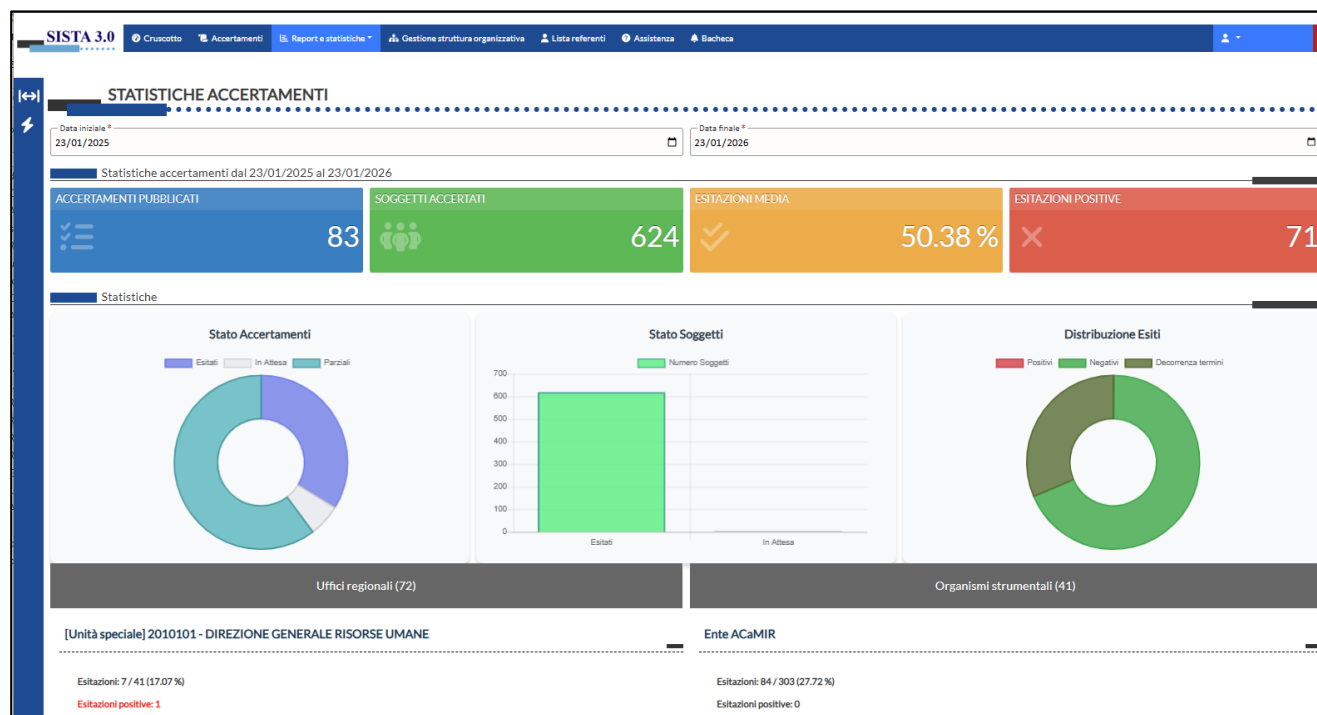 SISTA 3.0 Cruscotto Accertamenti Report e statistiche Gestione struttura organizzativa Lista referenti Assistenza Bacheca
STATISTICHE ACCERTAMENTI
Data iniziale * Data finale *
23/01/2025 23/01/2026
Statistiche accertamenti dal 23/01/2025 al 23/01/2026
ACCERTAMENTI PUBBLICATI SOGGETTI ACCERTATI ESITAZIONI MEDIA ESITAZIONI POSITIVE
83 624 50.38 % 71
Statistiche
Stato Accertamenti Stato Soggetti Distribuzione Esiti
Esitati In Attesa Parziali Numero Soggetti Positivi Negativi Decorrenza termini
700
600
500
400
300
200
100
0
Esitati In Attesa
Uffici regionali (72) Organismi strumentali (41)
[Unità speciale] 2010101 - DIREZIONE GENERALE RISORSE UMANE Ente ACaMIR
Esitazioni: 7 / 41 (17.07 %) Esitazioni: 84 / 303 (27.72 %)
Esitazioni positive: 1 Esitazioni positive: 0